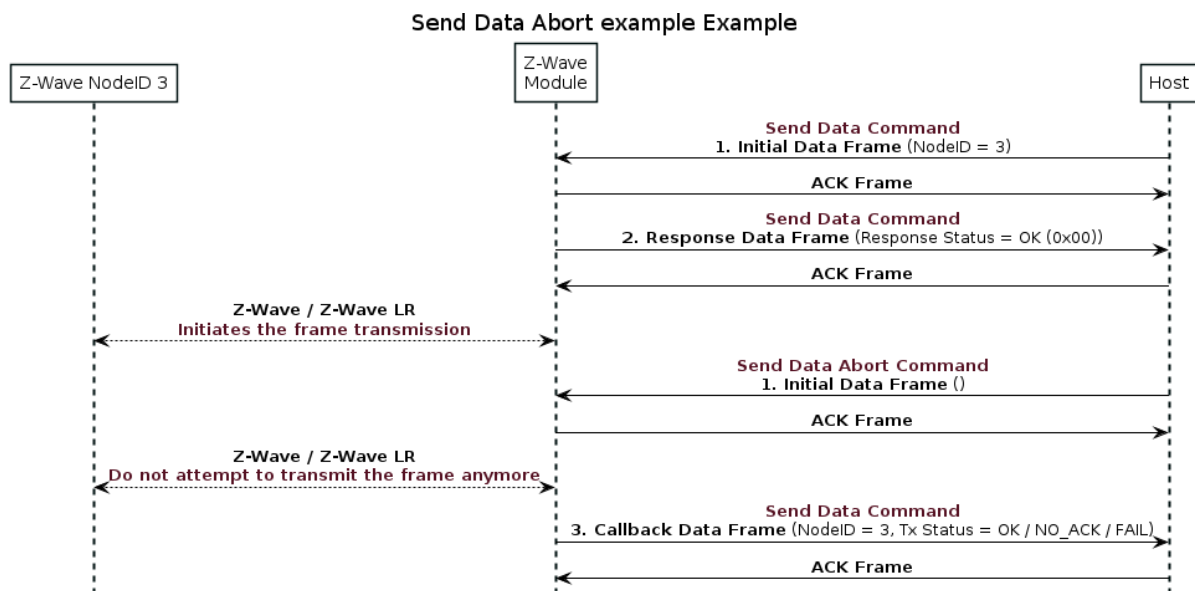 Send Data Abort example Example
Z-Wave NodeID 3
Z-Wave
Module
Host
Send Data Command
1. Initial Data Frame (NodeID = 3)
ACK Frame
Send Data Command
2. Response Data Frame (Response Status = OK (0x00))
ACK Frame
Z-Wave / Z-Wave LR
Initiates the frame transmission
Send Data Abort Command
1. Initial Data Frame ()
ACK Frame
Z-Wave / Z-Wave LR
Do not attempt to transmit the frame anymore
Send Data Command
3. Callback Data Frame (NodeID = 3, Tx Status = OK / NO_ACK / FAIL)
ACK Frame